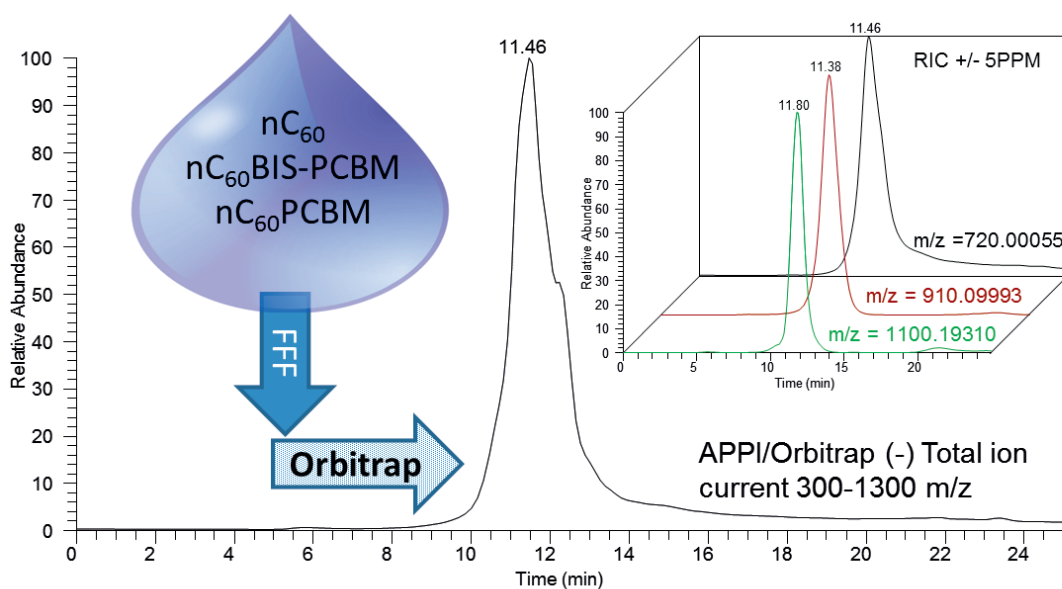 11.46
100
90
80
70
60
50
40
30
20
10
0
Relative Abundance
0 2 4 6 8 10 12 14 16 18 20 22 24
Time (min)
nC₆₀
nC₆₀BIS-PCBM
nC₆₀PCBM
FFF
Orbitrap
11.46
11.38
11.80
RIC +/- 5PPM
100
90
80
70
60
50
40
30
20
10
0
Relative Abundance
m/z =720.00055
m/z = 910.09993
m/z = 1100.19310
0 5 10 15 20
Time (min)
APPI/Orbitrap (-) Total ion
current 300-1300 m/z